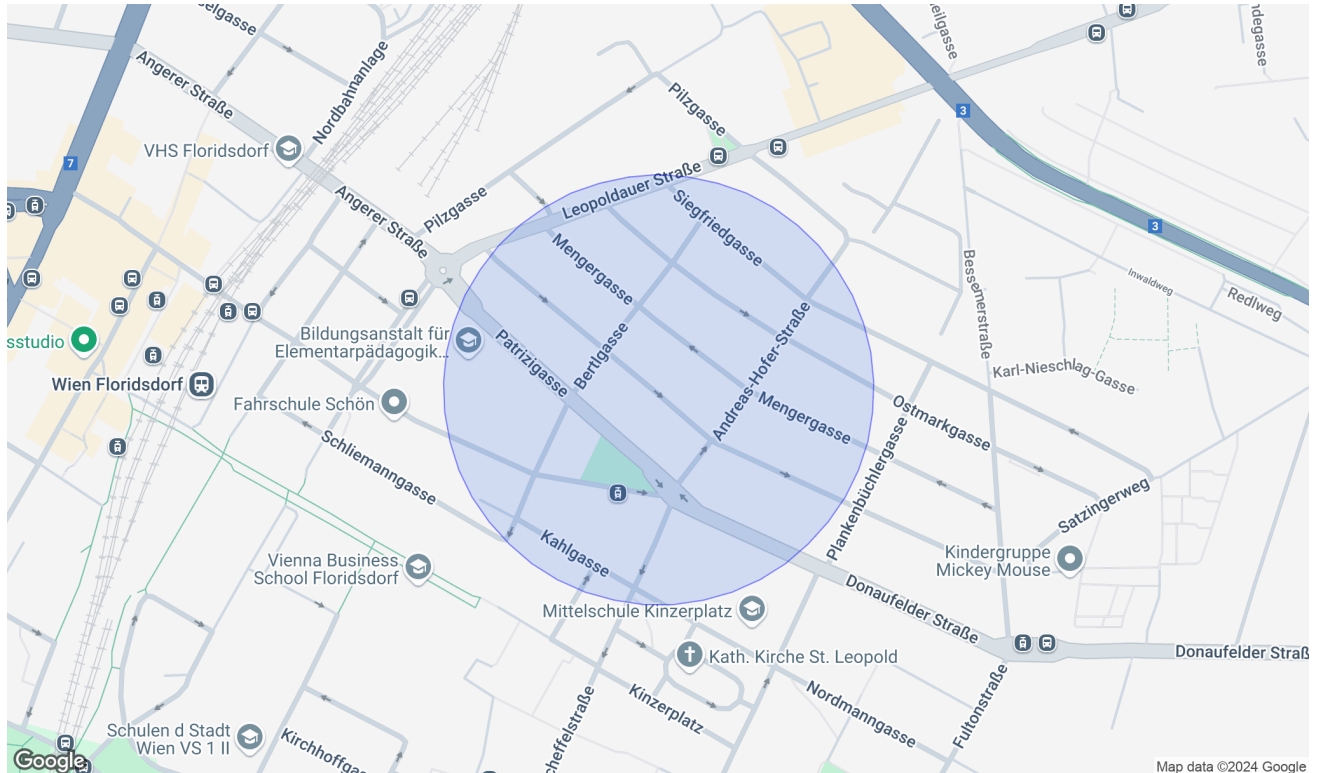 Angerer Straße
Nordbahnanlage
Pilzgasse
3
7
VHS Floridsdorf
Leopoldauer Straße
Angerer Straße
Pilzgasse
Siegfriedgasse
Mengergasse
3
Bessemerstraße
Inwaldweg
Redlweg
Bildungsanstalt für
Elementarpädagogik...
Patrizigasse
Bertlgasse
Andreas-Hofer-Straße
Karl-Nieschlag-Gasse
sstudio
Wien Floridsdorf
Fahrschule Schön
Mengergasse
Ostmarkgasse
Schliemanngasse
Plankenbüchlergasse
Satzingerweg
Kahlgasse
Vienna Business
School Floridsdorf
Kindergruppe
Mickey Mouse
Mittelschule Kinzerplatz
Donaufelder Straße
Donaufelder Straß
Kath. Kirche St. Leopold
Kinzerplatz
Nordmanngasse
Fultonstraße
cheffelstraße
Schulen d Stadt
Wien VS 1 II
Kirchhoffga
Google
Map data ©2024 Google